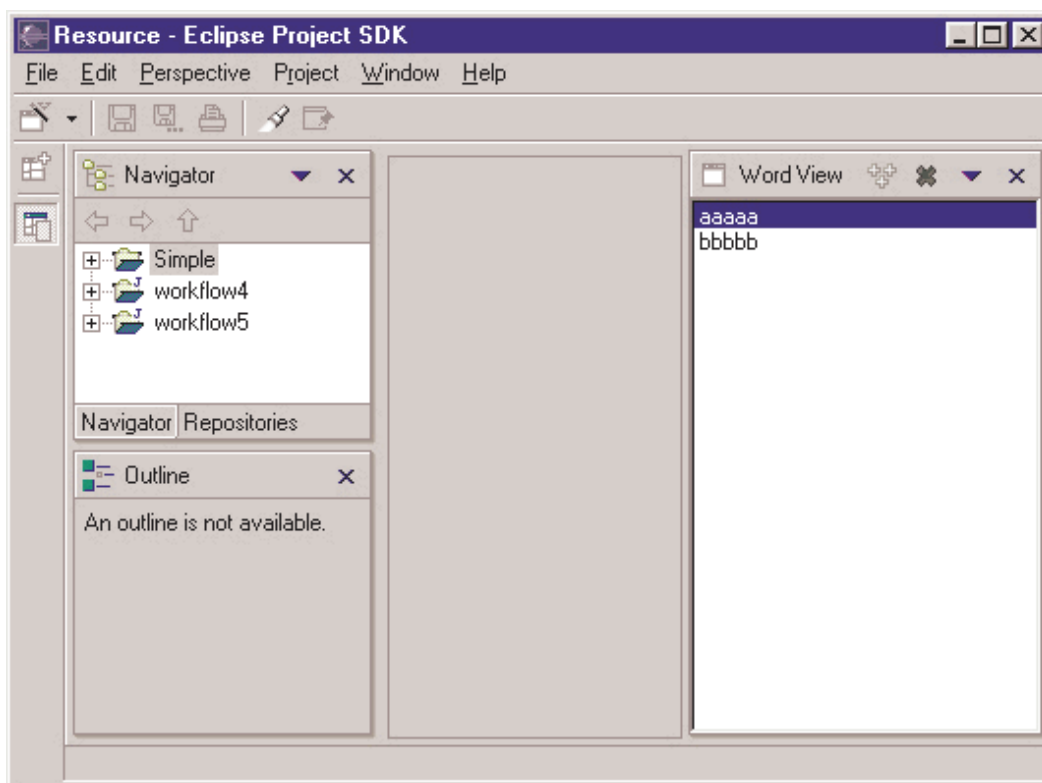 Resource - Eclipse Project SDK
File Edit Perspective Project Window Help
Navigator
Simple
workflow4
workflow5
Navigator Repositories
Outline
An outline is not available.
Word View
aaaaa
bbbbb